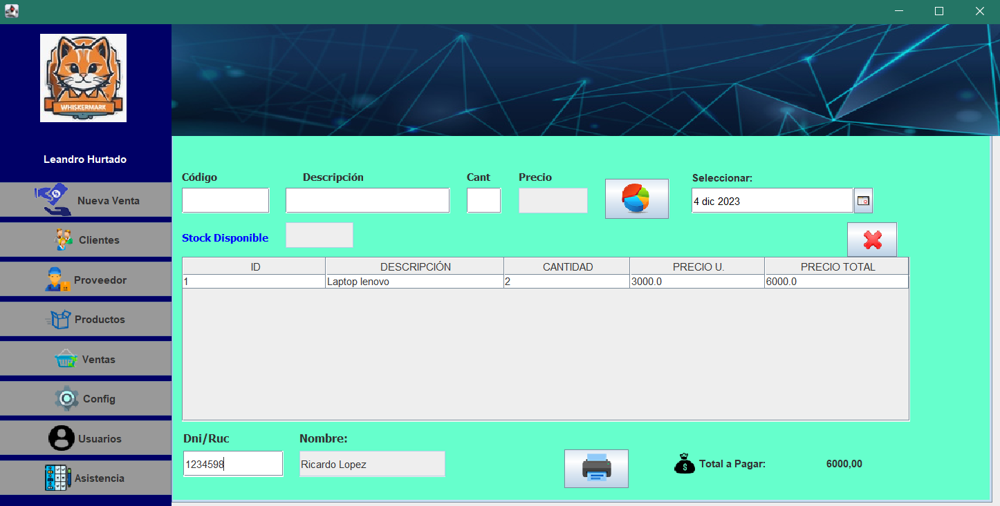 WHISKERMARK
Leandro Hurtado
Nueva Venta
Clientes
Proveedor
Productos
Ventas
Config
Usuarios
Asistencia
Código Descripción Cant Precio Seleccionar:
4 dic 2023
Stock Disponible
ID DESCRIPCIÓN CANTIDAD PRECIO U. PRECIO TOTAL
1 Laptop lenovo 2 3000.0 6000.0
Dni/Ruc Nombre:
1234598 Ricardo Lopez Total a Pagar: 6000,00